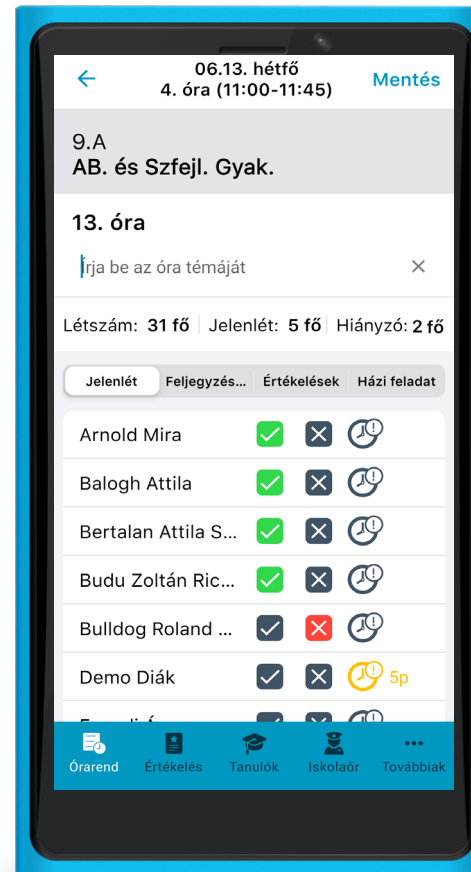 06.13. hétfő
4. óra (11:00-11:45)
Mentés
9.A
AB. és Szfejl. Gyak.
13. óra
Írja be az óra témáját
Létszám: 31 fő Jelenlét: 5 fő Hiányzó: 2 fő
Jelenlét Feljegyzés... Értékelések Házi feladat
Arnold Mira
Balogh Attila
Bertalan Attila S...
Budu Zoltán Ric...
Bulldog Roland ...
Demo Diák 5p
Órarend Értékelés Tanulók Iskolaőr Továbbiak